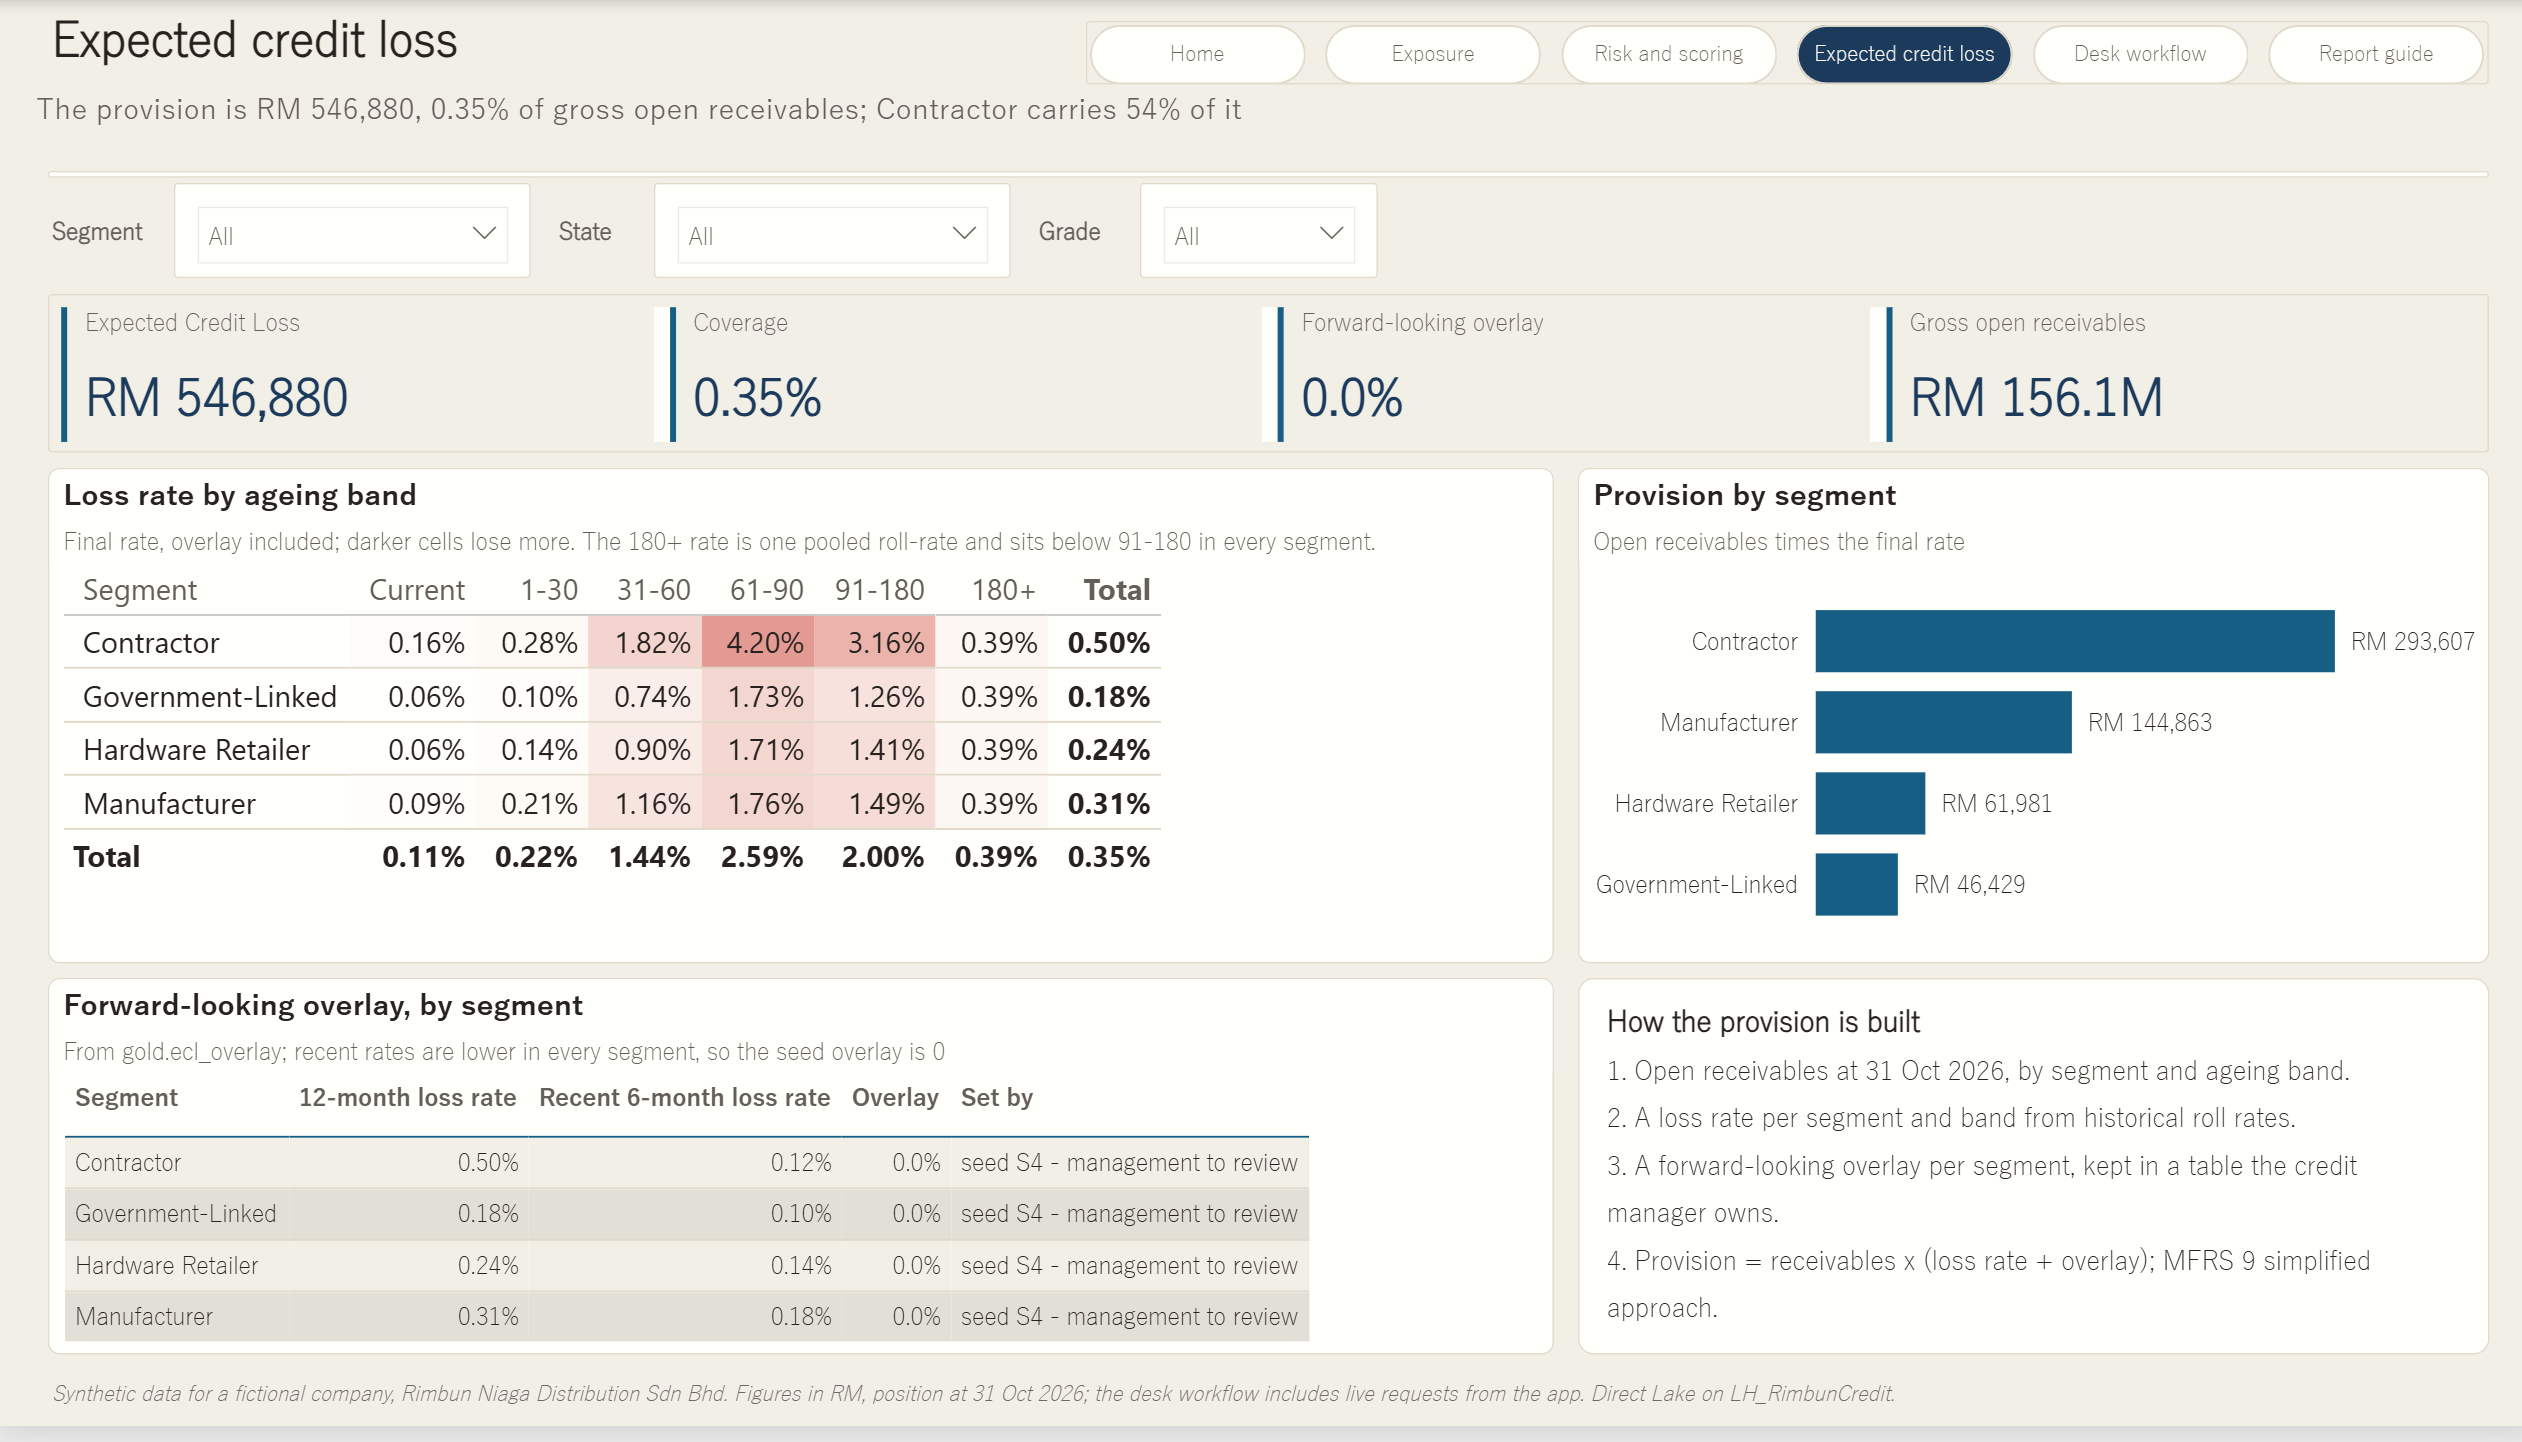 Expected credit loss
Home Exposure Risk and scoring Expected credit loss Desk workflow Report guide
The provision is RM 546,880, 0.35% of gross open receivables; Contractor carries 54% of it
Segment All State All Grade All
Expected Credit Loss Coverage Forward-looking overlay Gross open receivables
RM 546,880 0.35% 0.0% RM 156.1M
Loss rate by ageing band
Final rate, overlay included; darker cells lose more. The 180+ rate is one pooled roll-rate and sits below 91-180 in every segment.
Segment Current 1-30 31-60 61-90 91-180 180+ Total
Contractor 0.16% 0.28% 1.82% 4.20% 3.16% 0.39% 0.50%
Government-Linked 0.06% 0.10% 0.74% 1.73% 1.26% 0.39% 0.18%
Hardware Retailer 0.06% 0.14% 0.90% 1.71% 1.41% 0.39% 0.24%
Manufacturer 0.09% 0.21% 1.16% 1.76% 1.49% 0.39% 0.31%
Total 0.11% 0.22% 1.44% 2.59% 2.00% 0.39% 0.35%
Provision by segment
Open receivables times the final rate
Contractor RM 293,607
Manufacturer RM 144,863
Hardware Retailer RM 61,981
Government-Linked RM 46,429
Forward-looking overlay, by segment
From gold.ecl_overlay; recent rates are lower in every segment, so the seed overlay is 0
Segment 12-month loss rate Recent 6-month loss rate Overlay Set by
Contractor 0.50% 0.12% 0.0% seed S4 - management to review
Government-Linked 0.18% 0.10% 0.0% seed S4 - management to review
Hardware Retailer 0.24% 0.14% 0.0% seed S4 - management to review
Manufacturer 0.31% 0.18% 0.0% seed S4 - management to review
How the provision is built
1. Open receivables at 31 Oct 2026, by segment and ageing band.
2. A loss rate per segment and band from historical roll rates.
3. A forward-looking overlay per segment, kept in a table the credit
manager owns.
4. Provision = receivables x (loss rate + overlay); MFRS 9 simplified
approach.
Synthetic data for a fictional company, Rimbun Niaga Distribution Sdn Bhd. Figures in RM, position at 31 Oct 2026; the desk workflow includes live requests from the app. Direct Lake on LH_RimbunCredit.